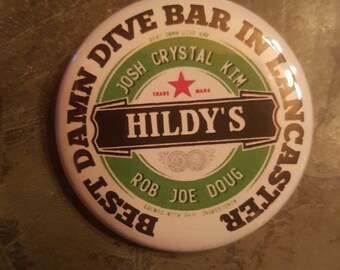 BEST DAMN DIVE BAR IN LANCASTER
JOSH CRYSTAL KIM
TRADE MARK
HILDY'S
ROB JOE DOUG